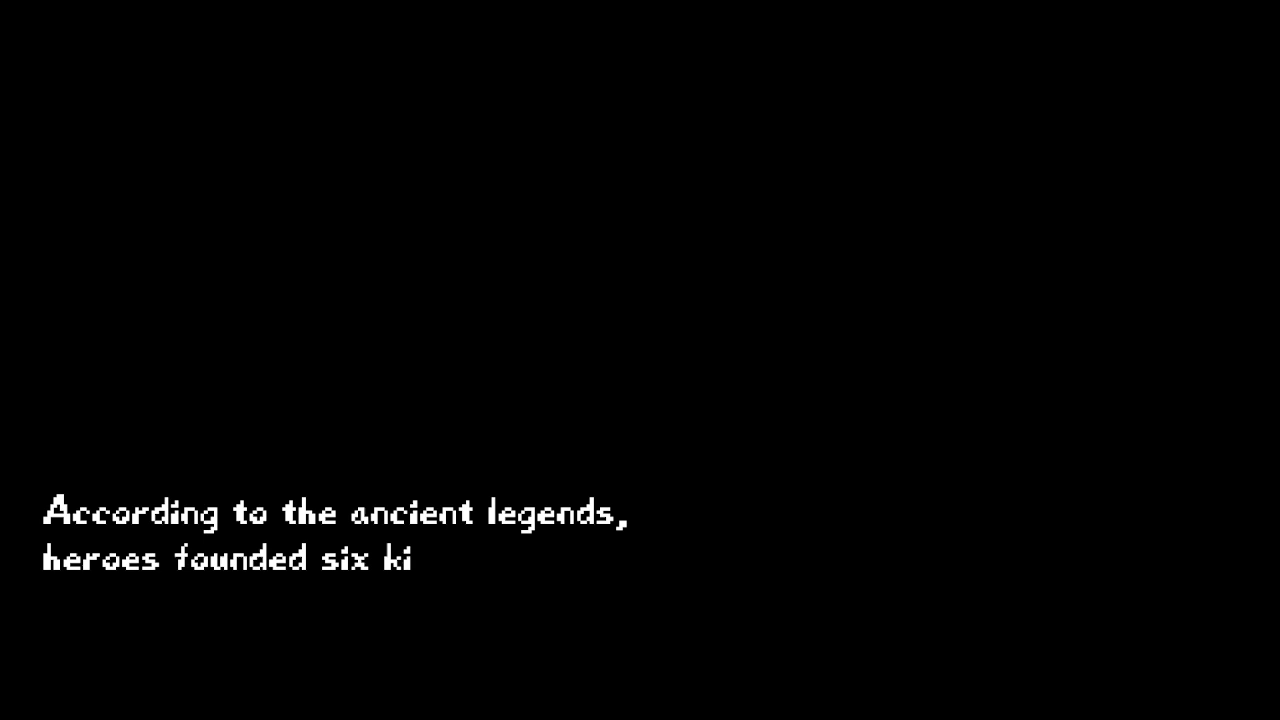 According to the ancient legends,
heroes founded six ki